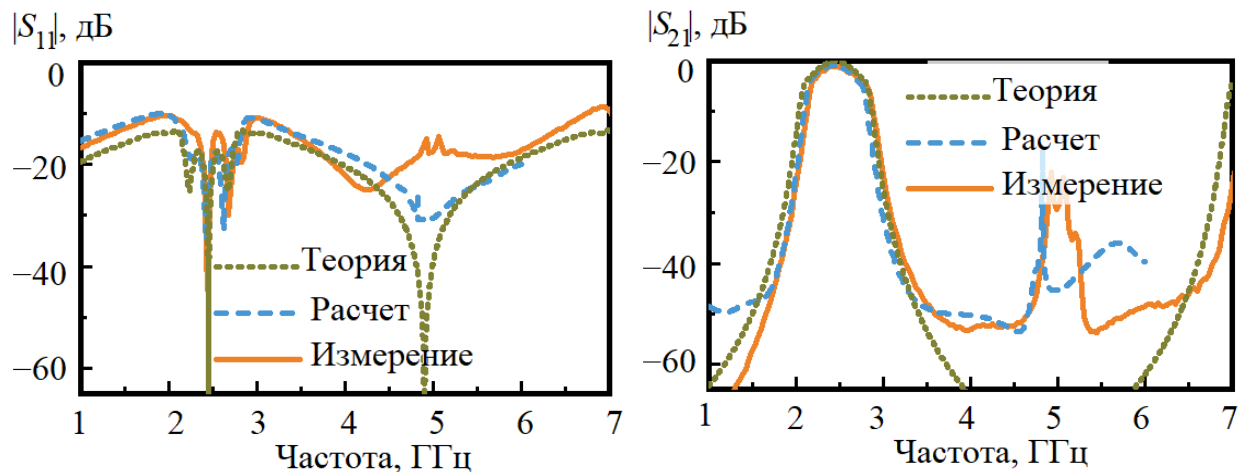 |S11|, дБ
0
−20
−40
−60
Теория
Расчет
Измерение
1 2 3 4 5 6 7
Частота, ГГц
|S21|, дБ
0
−20
−40
−60
Теория
Расчет
Измерение
1 2 3 4 5 6 7
Частота, ГГц